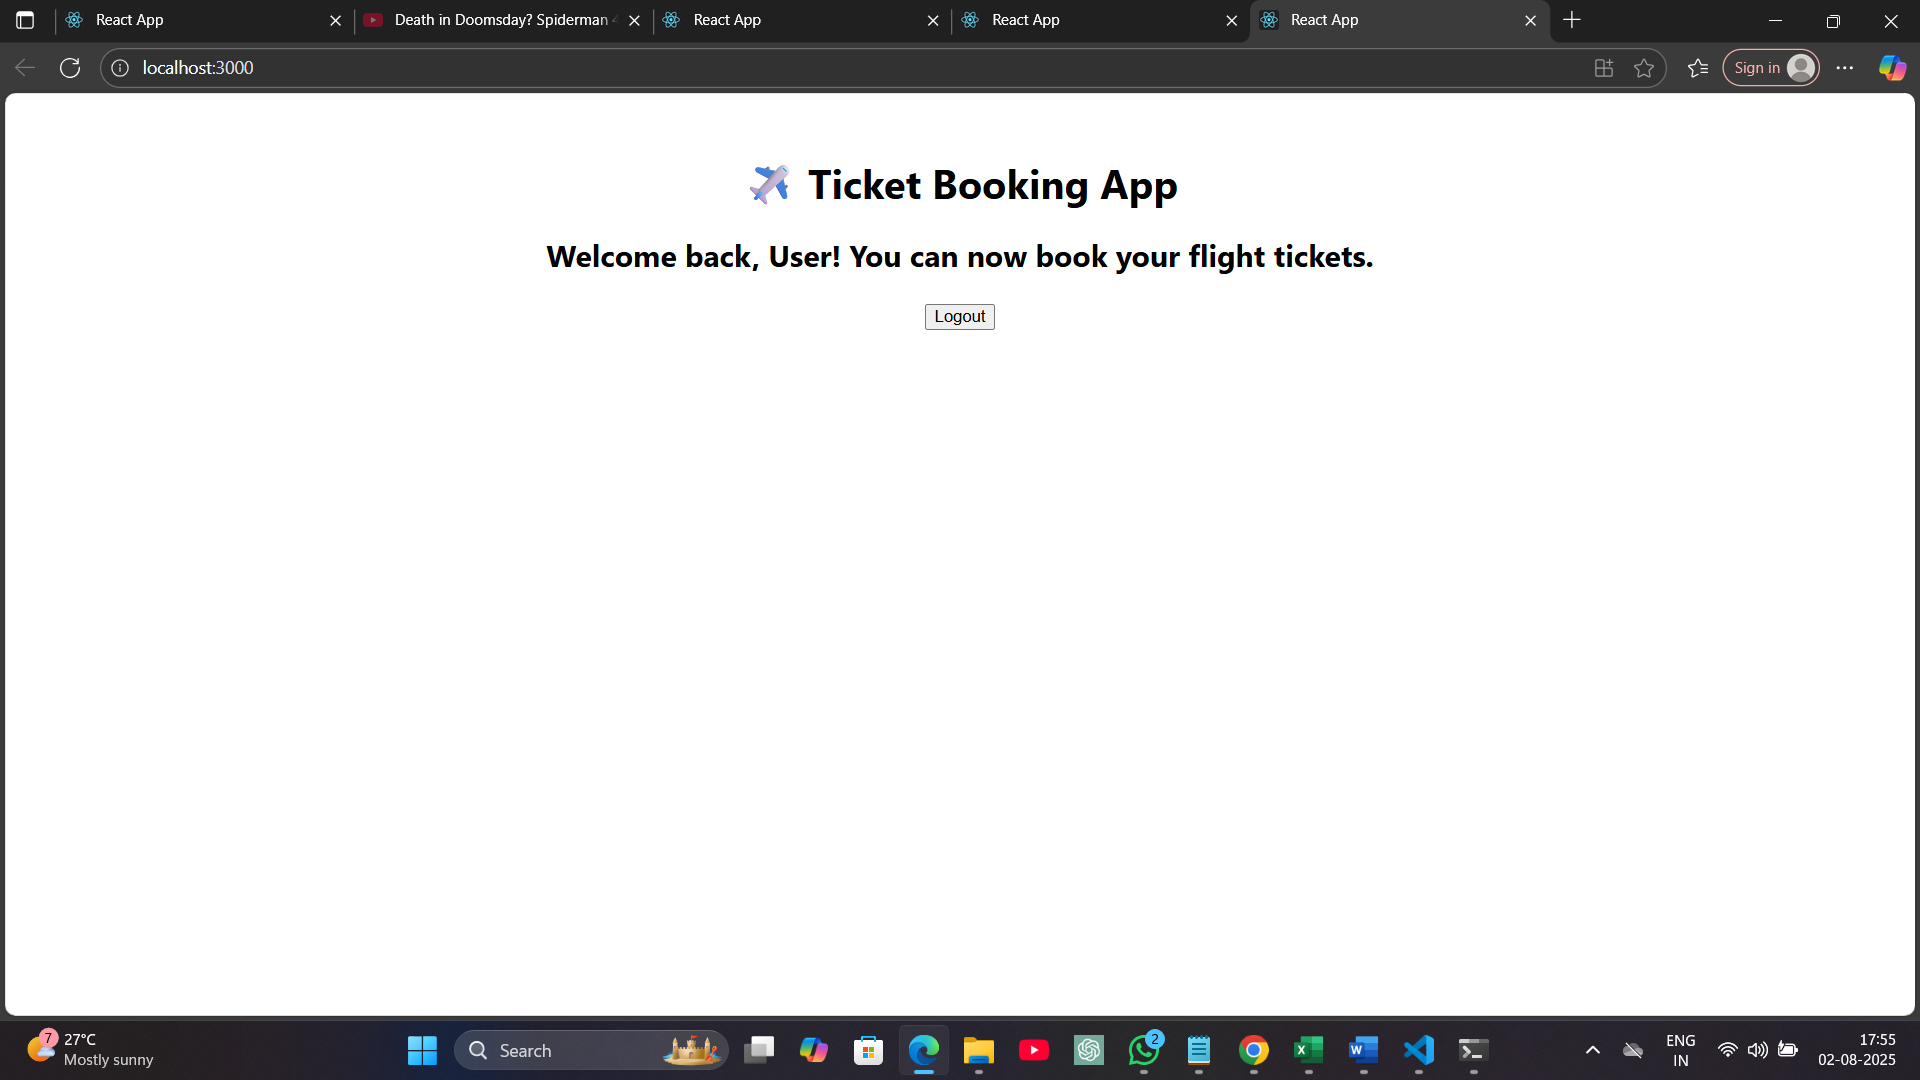 React App
Death in Doomsday? Spiderman
React App
React App
React App
localhost:3000
Sign in
Ticket Booking App
Welcome back, User! You can now book your flight tickets.
Logout
7
27°C
Mostly sunny
Search
2
ENG
IN
17:55
02-08-2025